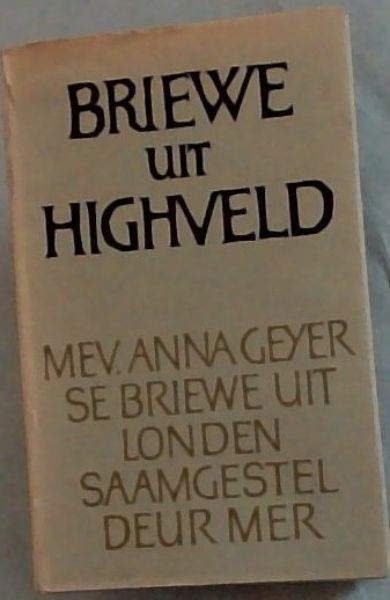 BRIEWE
UIT
HIGHVELD
MEV. ANNA GEYER
SE BRIEWE UIT
LONDEN
SAAMGESTEL
DEUR MER